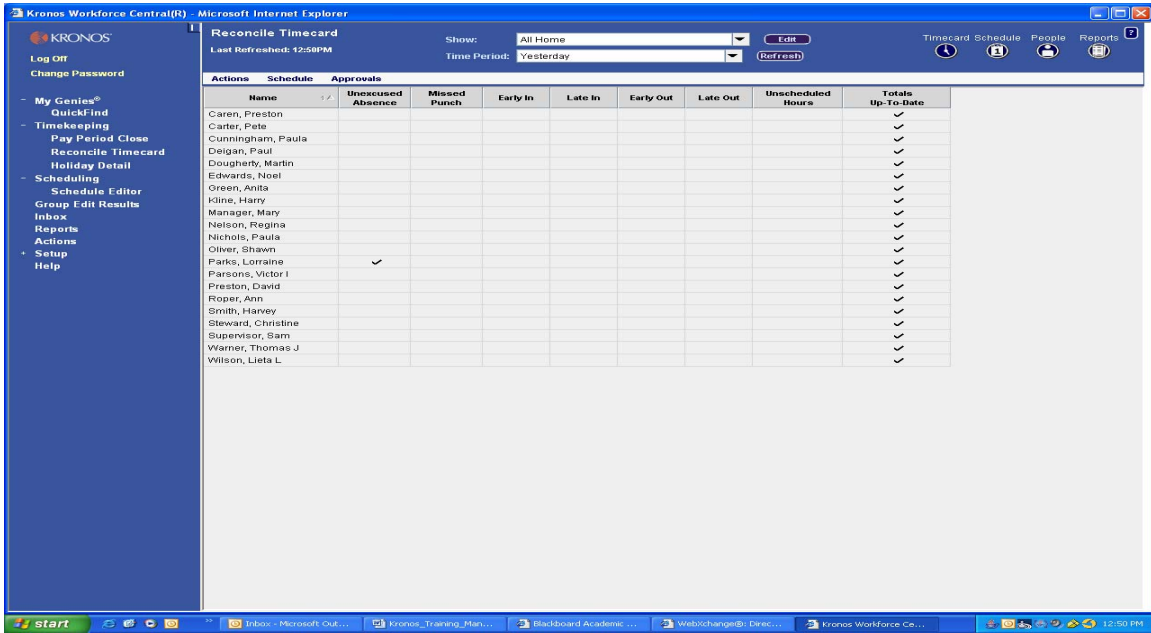 Kronos Workforce Central(R) - Microsoft Internet Explorer
KRONOS
Log Off
Change Password
- My Genies®
QuickFind
- Timekeeping
Pay Period Close
Reconcile Timecard
Holiday Detail
- Scheduling
Schedule Editor
Group Edit Results
Inbox
Reports
Actions
+ Setup
Help
Reconcile Timecard
Last Refreshed: 12:50PM
Show: All Home Edit
Time Period: Yesterday Refresh
Timecard Schedule People Reports ?
1
Actions Schedule Approvals
Name 1 Unexcused Absence Missed Punch Early In Late In Early Out Late Out Unscheduled Hours Totals Up-To-Date
Caren, Preston ✓
Carter, Pete ✓
Cunningham, Paula ✓
Deigan, Paul ✓
Dougherty, Martin ✓
Edwards, Noel ✓
Green, Anita ✓
Kline, Harry ✓
Manager, Mary ✓
Nelson, Regina ✓
Nichols, Paula ✓
Oliver, Shawn ✓
Parks, Lorraine ✓ ✓
Parsons, Victor I ✓
Preston, David ✓
Roper, Ann ✓
Smith, Harvey ✓
Steward, Christine ✓
Supervisor, Sam ✓
Warner, Thomas J ✓
Wilson, Lieta L ✓
start » Inbox - Microsoft Out... Kronos_Training_Man... Blackboard Academic ... WebXchange®: Direc... Kronos Workforce Ce... 12:50 PM